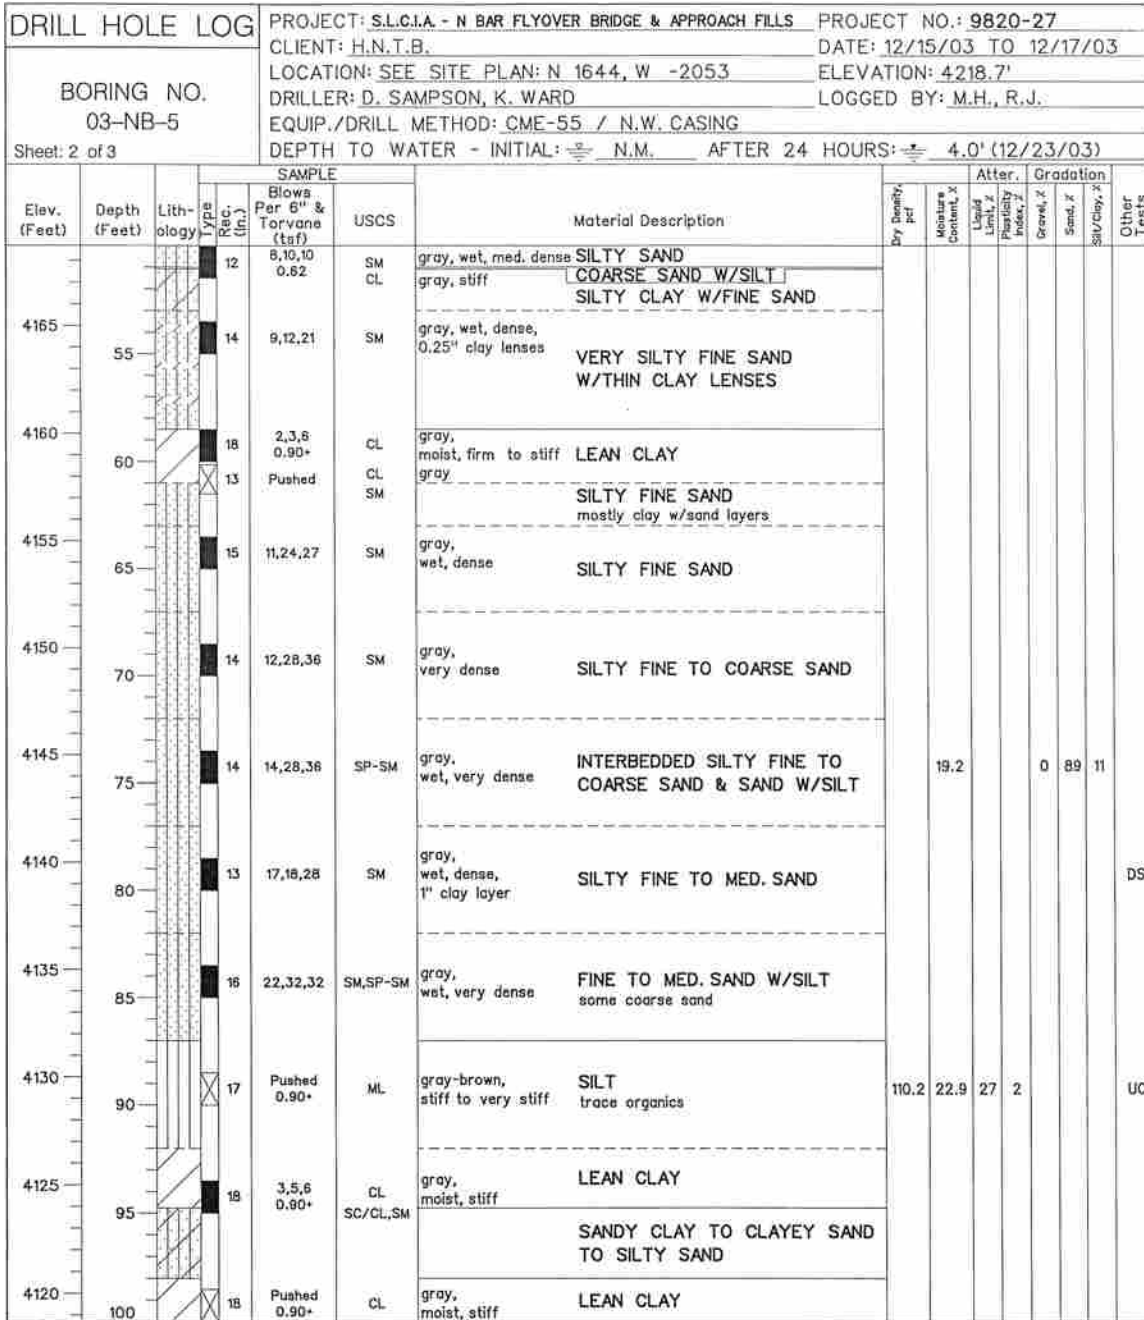 DRILL HOLE LOG
BORING NO.
03-NB-5
Sheet: 2 of 3
PROJECT: S.L.C.I.A. - N BAR FLYOVER BRIDGE & APPROACH FILLS PROJECT NO.: 9820-27
CLIENT: H.N.T.B. DATE: 12/15/03 TO 12/17/03
LOCATION: SEE SITE PLAN: N 1644, W -2053 ELEVATION: 4218.7'
DRILLER: D. SAMPSON, K. WARD LOGGED BY: M.H., R.J.
EQUIP./DRILL METHOD: CME-55 / N.W. CASING
DEPTH TO WATER - INITIAL: N.M. AFTER 24 HOURS: 4.0' (12/23/03)
SAMPLE Atter. Gradation
Elev. (Feet) Depth (Feet) Lith-ology Type Rec. (in.) Blows Per 6" & Torvane (tsf) USCS Material Description Dry Density, pcf Moisture Content, % Liquid Limit, % Plasticity Index, % Gravel, % Sand, % Silt/Clay, % Other Tests
12 8,10,10 SM gray, wet, med. dense SILTY SAND
0.62 COARSE SAND W/SILT
CL gray, stiff SILTY CLAY W/FINE SAND
4165 14 9,12,21 SM gray, wet, dense,
0.25" clay lenses
55 VERY SILTY FINE SAND
W/THIN CLAY LENSES
4160 18 2,3,6 CL gray,
60 0.90+ moist, firm to stiff LEAN CLAY
13 Pushed CL gray
SM SILTY FINE SAND
mostly clay w/sand layers
4155 15 11,24,27 SM gray,
wet, dense
65 SILTY FINE SAND
4150 14 12,28,36 SM gray,
70 very dense SILTY FINE TO COARSE SAND
4145 14 14,28,36 SP-SM gray, INTERBEDDED SILTY FINE TO 19.2 0 89 11
75 wet, very dense COARSE SAND & SAND W/SILT
4140 13 17,18,28 SM gray,
wet, dense, SILTY FINE TO MED. SAND DS
80 1" clay layer
4135 16 22,32,32 SM,SP-SM gray, FINE TO MED. SAND W/SILT
85 wet, very dense some coarse sand
4130 17 Pushed ML gray-brown, SILT 110.2 22.9 27 2 UC
90 0.90+ stiff to very stiff trace organics
4125 18 3,5,6 CL gray, LEAN CLAY
0.90+ moist, stiff
95 SC/CL,SM
SANDY CLAY TO CLAYEY SAND
TO SILTY SAND
4120 18 Pushed CL gray, LEAN CLAY
100 0.90+ moist, stiff